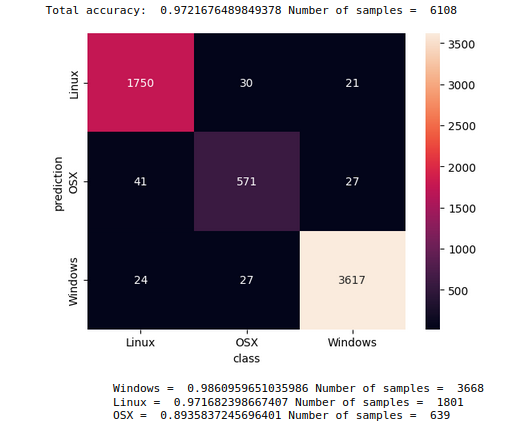 Total accuracy:  0.9721676489849378 Number of samples =  6108
3500
Linux 1750 30 21
3000
2500
2000
prediction
OSX 41 571 27
1500
1000
Windows 24 27 3617
500
Linux OSX Windows
class
Windows =  0.9860959651035986 Number of samples =  3668
Linux =  0.971682398667407 Number of samples =  1801
OSX =  0.8935837245696401 Number of samples =  639